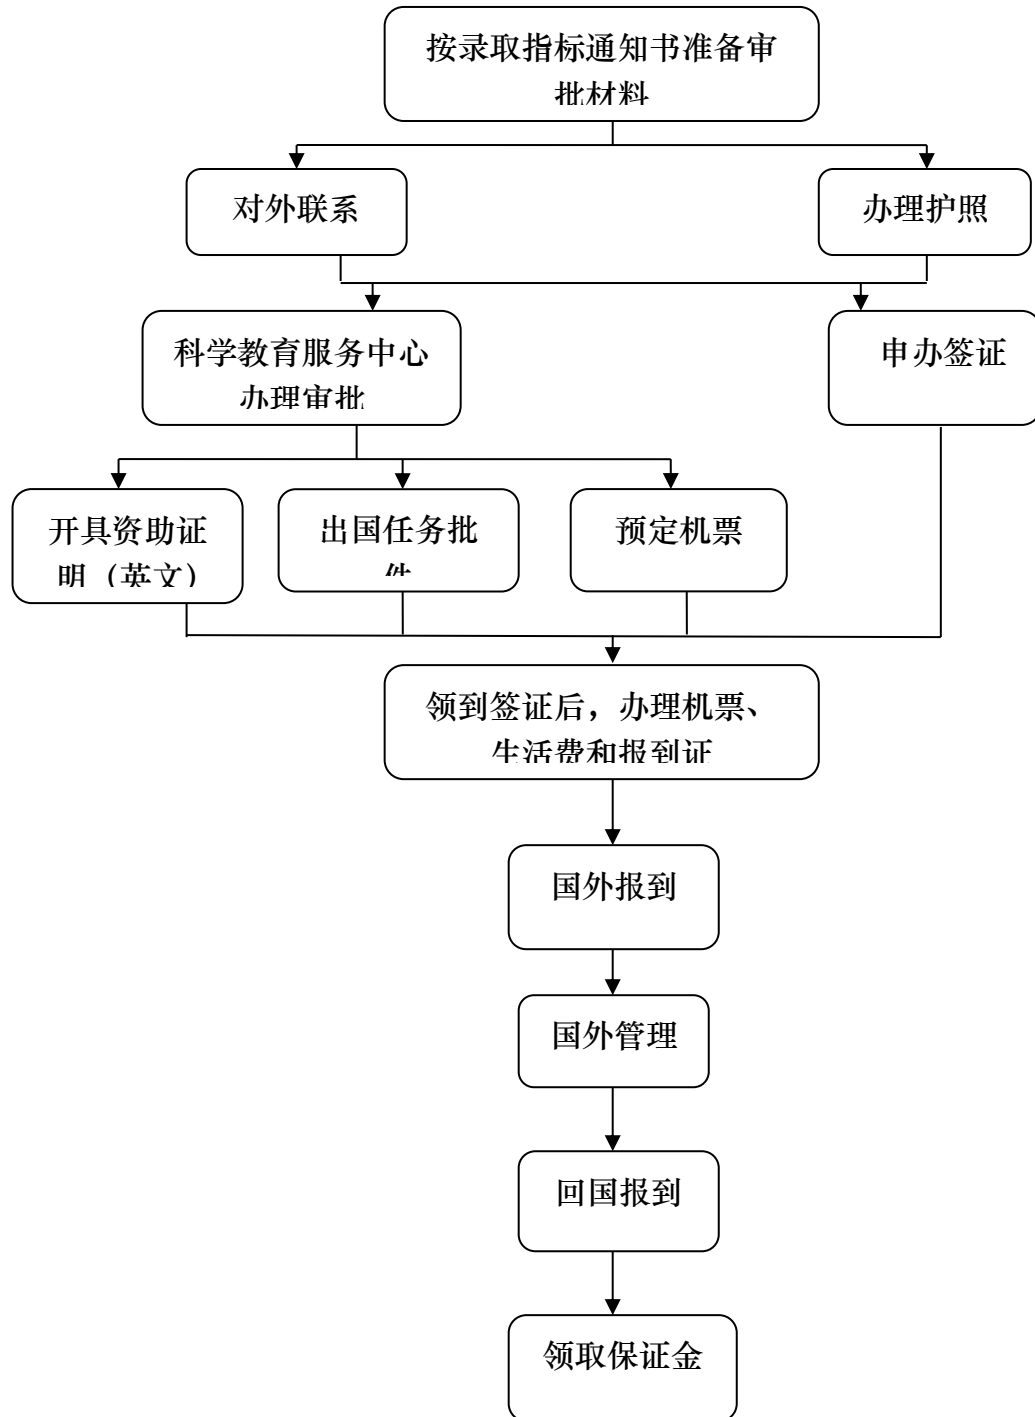 按录取指标通知书准备审
批材料
对外联系
办理护照
科学教育服务中心
办理审批
申办签证
开具资助证
明（英文）
出国任务批
件
预定机票
领到签证后，办理机票、
生活费和报到证
国外报到
国外管理
回国报到
领取保证金